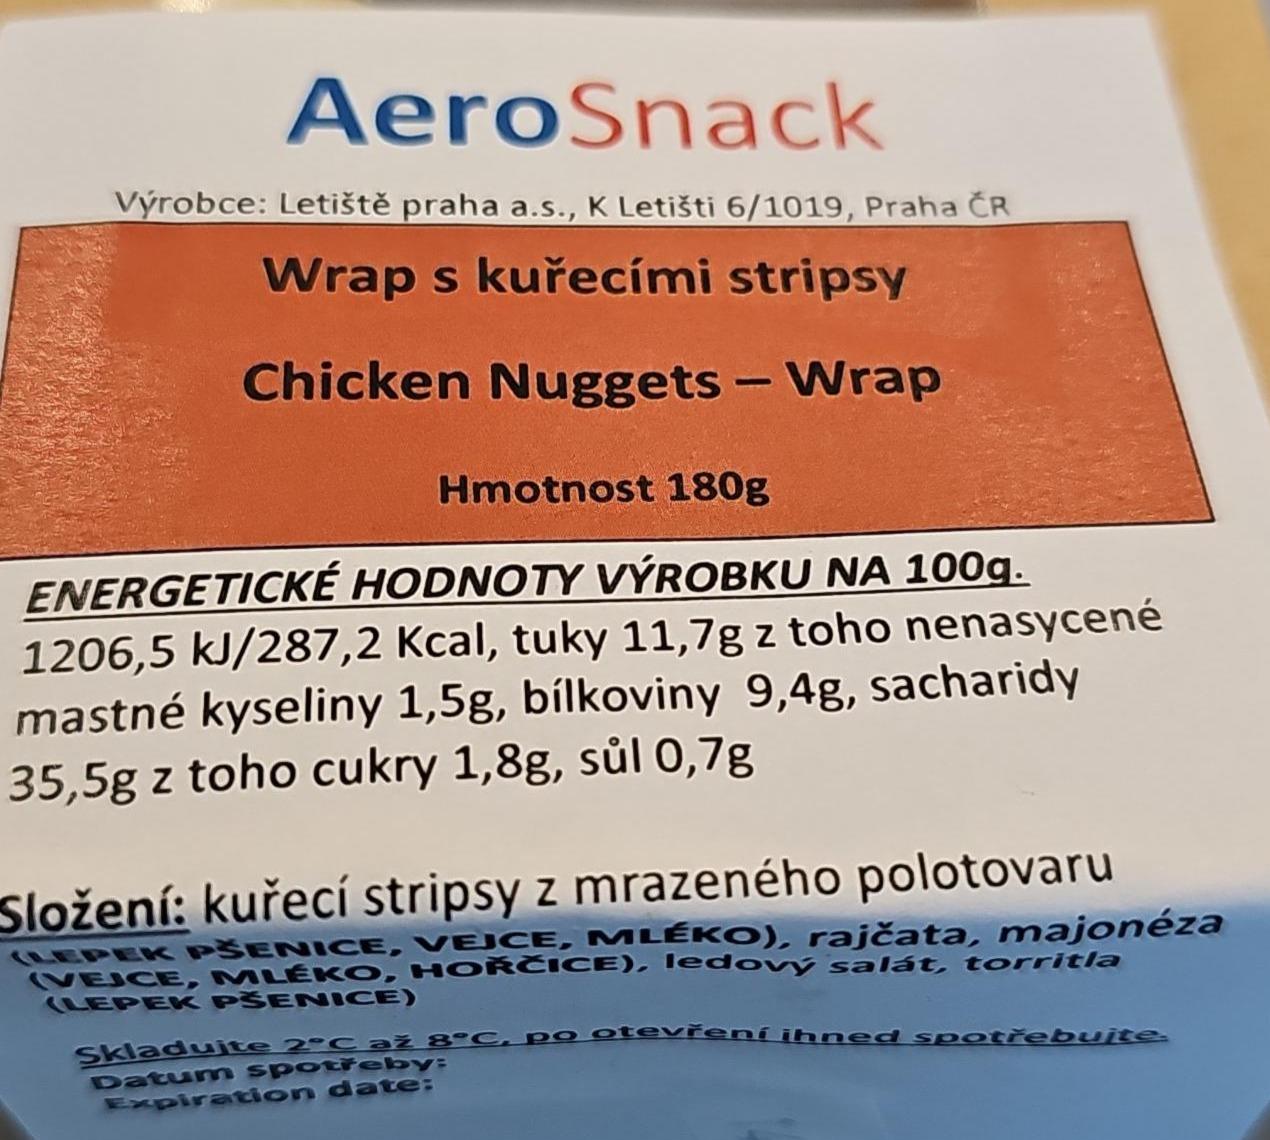 AeroSnack
Výrobce: Letiště praha a.s., K Letišti 6/1019, Praha ČR
Wrap s kuřecími stripsy
Chicken Nuggets – Wrap
Hmotnost 180g
ENERGETICKÉ HODNOTY VÝROBKU NA 100g.
1206,5 kJ/287,2 Kcal, tuky 11,7g z toho nenasycené
mastné kyseliny 1,5g, bílkoviny 9,4g, sacharidy
35,5g z toho cukry 1,8g, sůl 0,7g
Složení: kuřecí stripsy z mrazeného polotovaru
(LEPEK PŠENICE, VEJCE, MLÉKO), rajčata, majonéza
(VEJCE, MLÉKO, HOŘČICE), ledový salát, torritla
(LEPEK PŠENICE)
Skladujte 2°C až 8°C, po otevření ihned spotřebujte.
Datum spotřeby:
Expiration date: